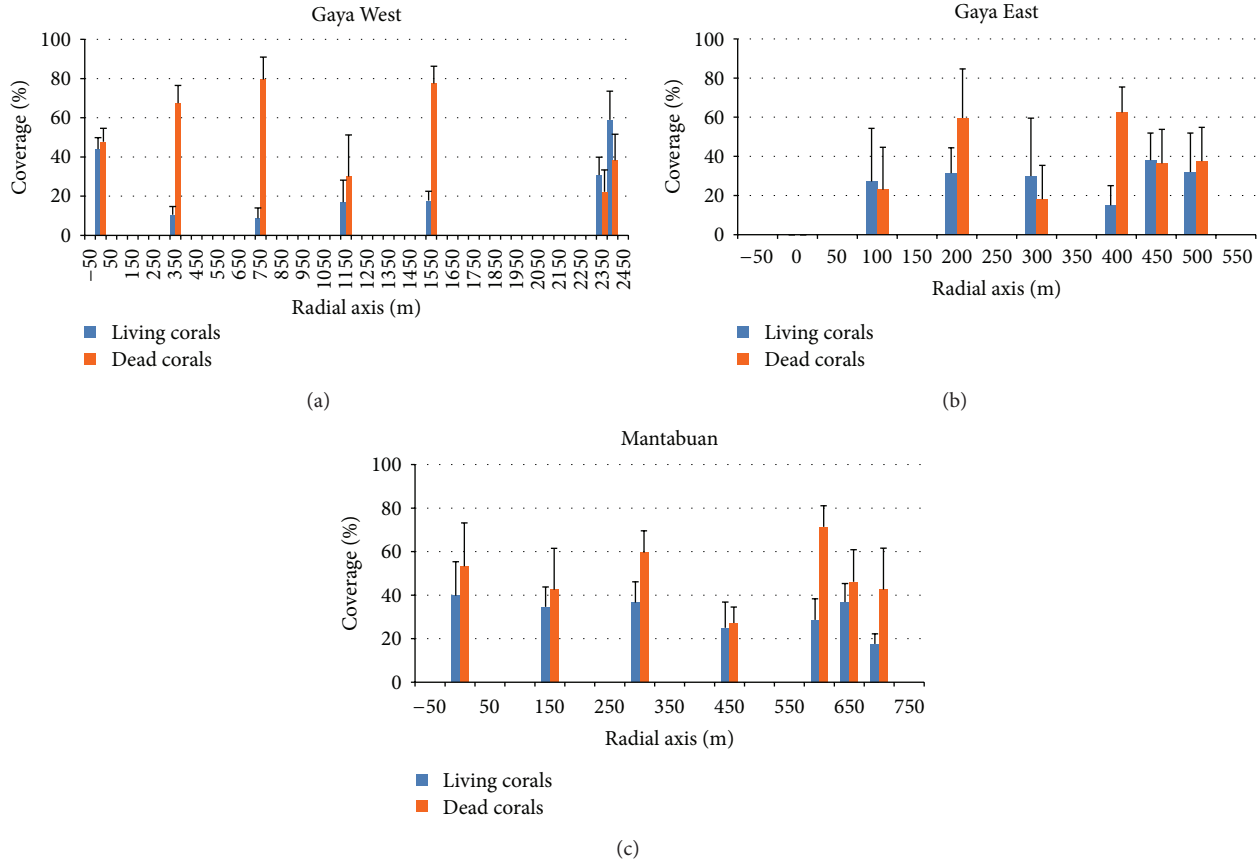 Gaya West
100
80
60
40
20
0
Coverage (%)
−50 50 150 250 350 450 550 650 750 850 950 1050 1150 1250 1350 1450 1550 1650 1750 1850 1950 2050 2150 2250 2350 2450
Radial axis (m)
Living corals
Dead corals
(a)
Gaya East
100
80
60
40
20
0
Coverage (%)
−50 0 50 100 150 200 250 300 350 400 450 500 550
Radial axis (m)
Living corals
Dead corals
(b)
Mantabuan
100
80
60
40
20
0
Coverage (%)
−50 50 150 250 350 450 550 650 750
Radial axis (m)
Living corals
Dead corals
(c)